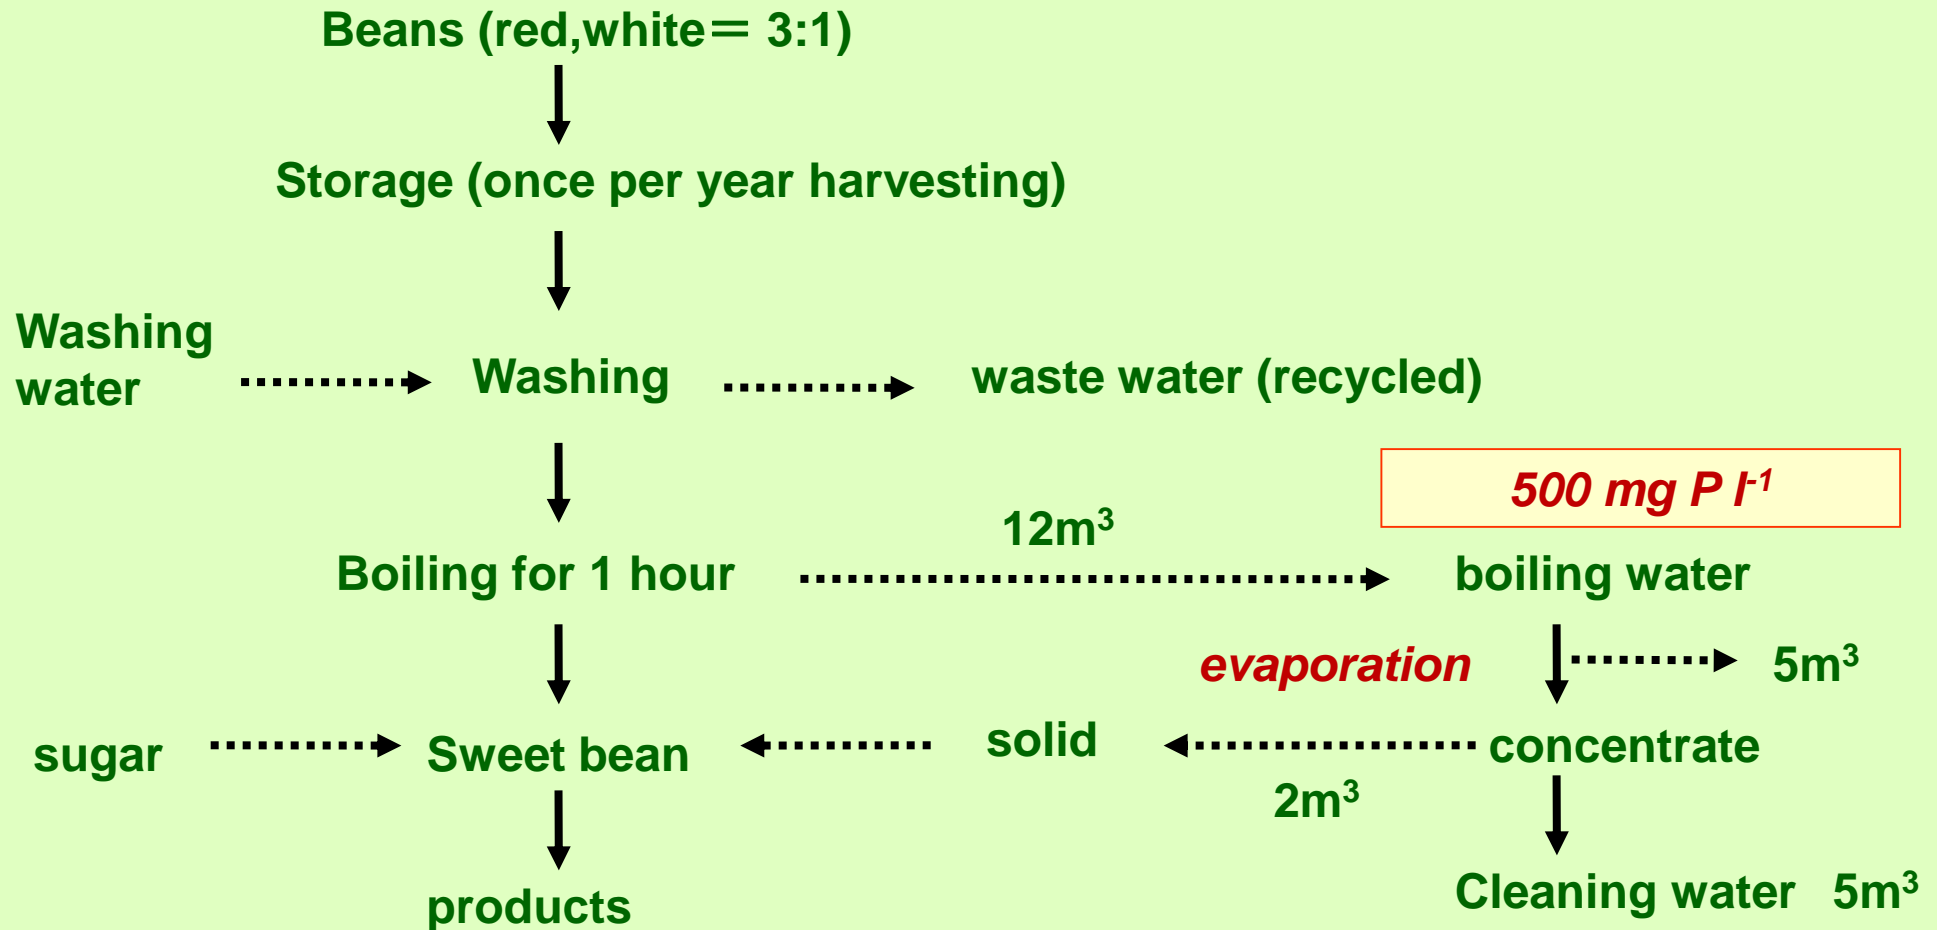 Beans (red,white＝ 3:1)
Storage (once per year harvesting)
Washing
water
Washing
waste water (recycled)
500 mg P l⁻¹
12m³
Boiling for 1 hour
boiling water
evaporation
5m³
sugar
Sweet bean
solid
concentrate
2m³
products
Cleaning water 5m³